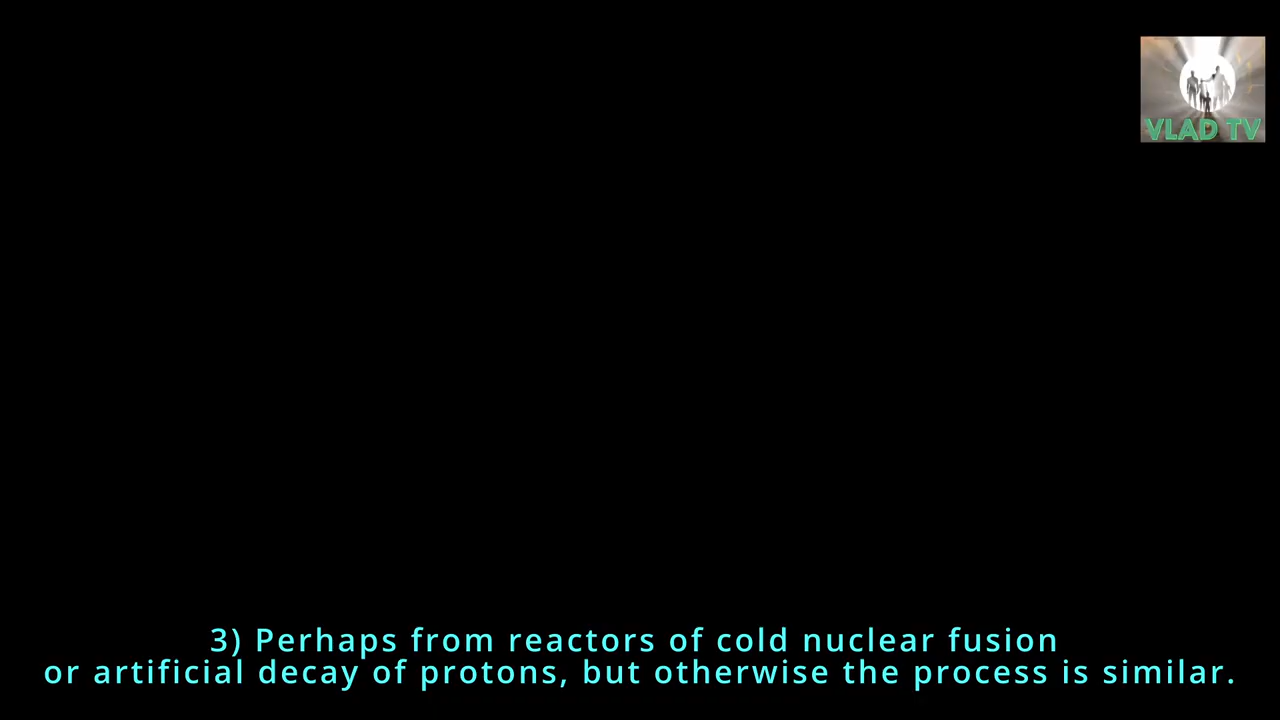 VLAD TV
3) Perhaps from reactors of cold nuclear fusion
or artificial decay of protons, but otherwise the process is similar.